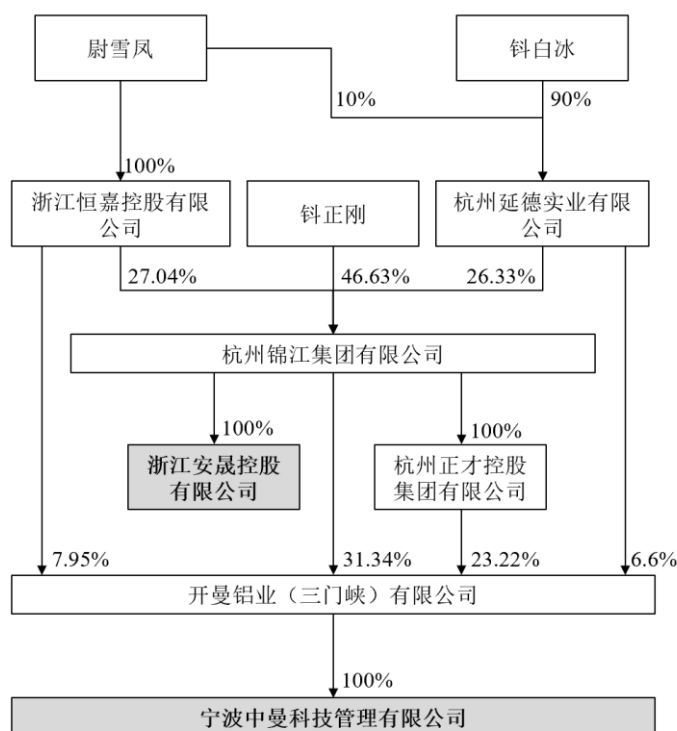 尉雪凤
钭白冰
10%
90%
100%
浙江恒嘉控股有限
公司
钭正刚
杭州延德实业有限
公司
27.04%
46.63%
26.33%
杭州锦江集团有限公司
100%
100%
浙江安晟控股
有限公司
杭州正才控股
集团有限公司
7.95%
31.34%
23.22%
6.6%
开曼铝业（三门峡）有限公司
100%
宁波中曼科技管理有限公司